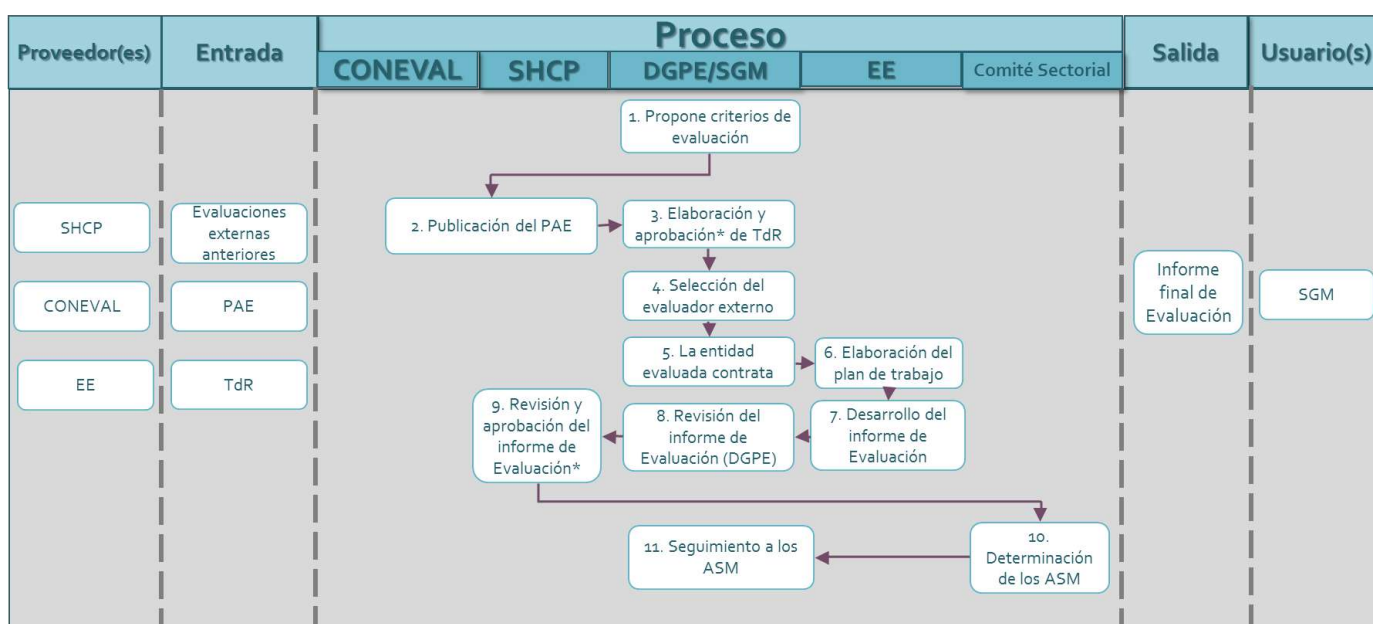 Proveedor(es)
Entrada
Proceso
CONEVAL
SHCP
DGPE/SGM
EE
Comité Sectorial
Salida
Usuario(s)
1. Propone criterios de
evaluación
SHCP
Evaluaciones
externas
anteriores
2. Publicación del PAE
3. Elaboración y
aprobación* de TdR
CONEVAL
PAE
4. Selección del
evaluador externo
Informe
final de
Evaluación
SGM
EE
TdR
5. La entidad
evaluada contrata
6. Elaboración del
plan de trabajo
9. Revisión y
aprobación del
informe de
Evaluación*
8. Revisión del
informe de
Evaluación (DGPE)
7. Desarrollo del
informe de
Evaluación
11. Seguimiento a los
ASM
10.
Determinación
de los ASM